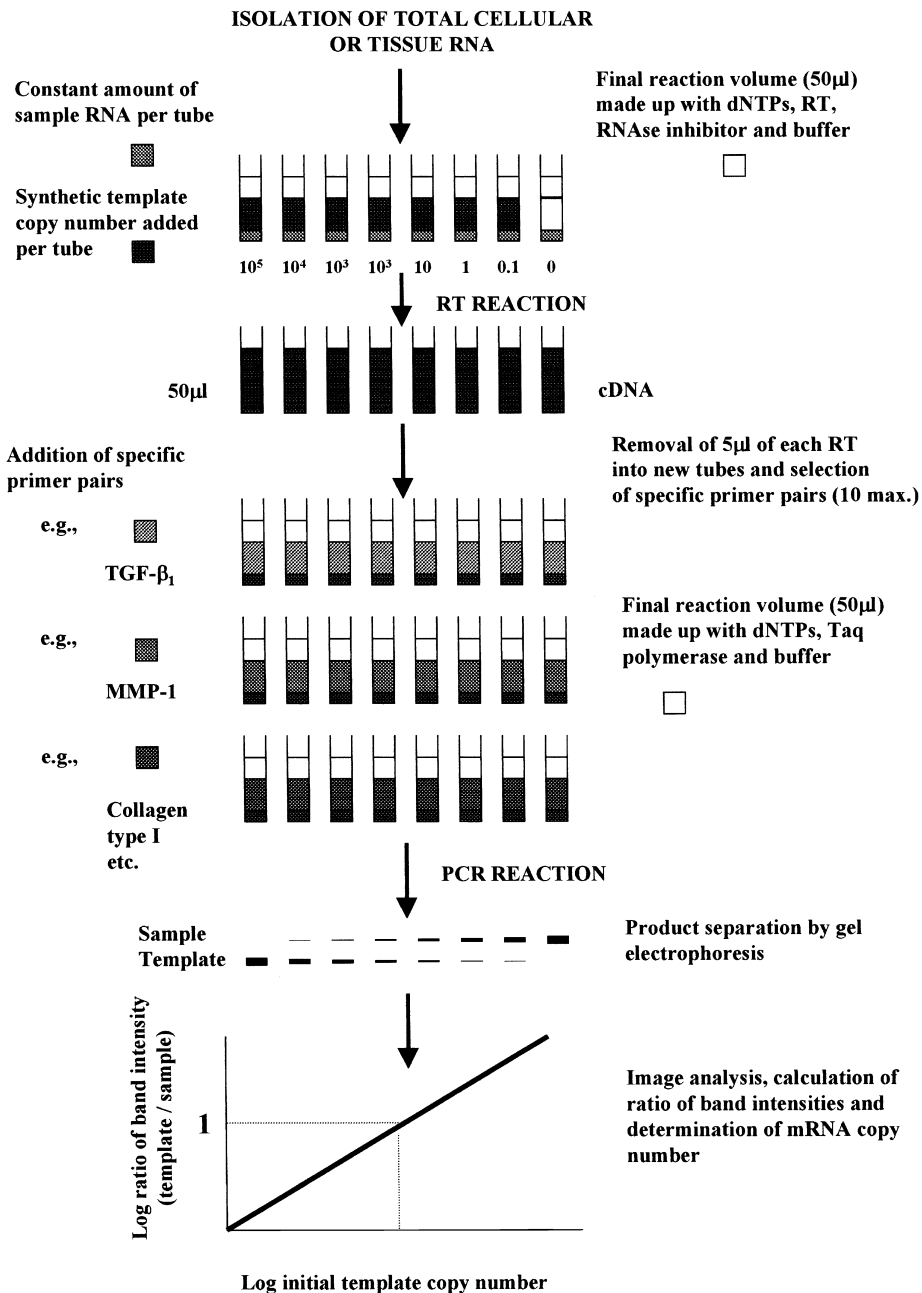 ISOLATION OF TOTAL CELLULAR
OR TISSUE RNA
Constant amount of
sample RNA per tube
Final reaction volume (50µl)
made up with dNTPs, RT,
RNAse inhibitor and buffer
Synthetic template
copy number added
per tube
10⁵ 10⁴ 10³ 10³ 10 1 0.1 0
RT REACTION
50µl
cDNA
Addition of specific
primer pairs
Removal of 5µl of each RT
into new tubes and selection
of specific primer pairs (10 max.)
e.g.,
TGF-β₁
Final reaction volume (50µl)
made up with dNTPs, Taq
polymerase and buffer
e.g.,
MMP-1
e.g.,
Collagen
type I
etc.
PCR REACTION
Sample
Template
Product separation by gel
electrophoresis
Log ratio of band intensity
(template / sample)
1
Image analysis, calculation of
ratio of band intensities and
determination of mRNA copy
number
Log initial template copy number